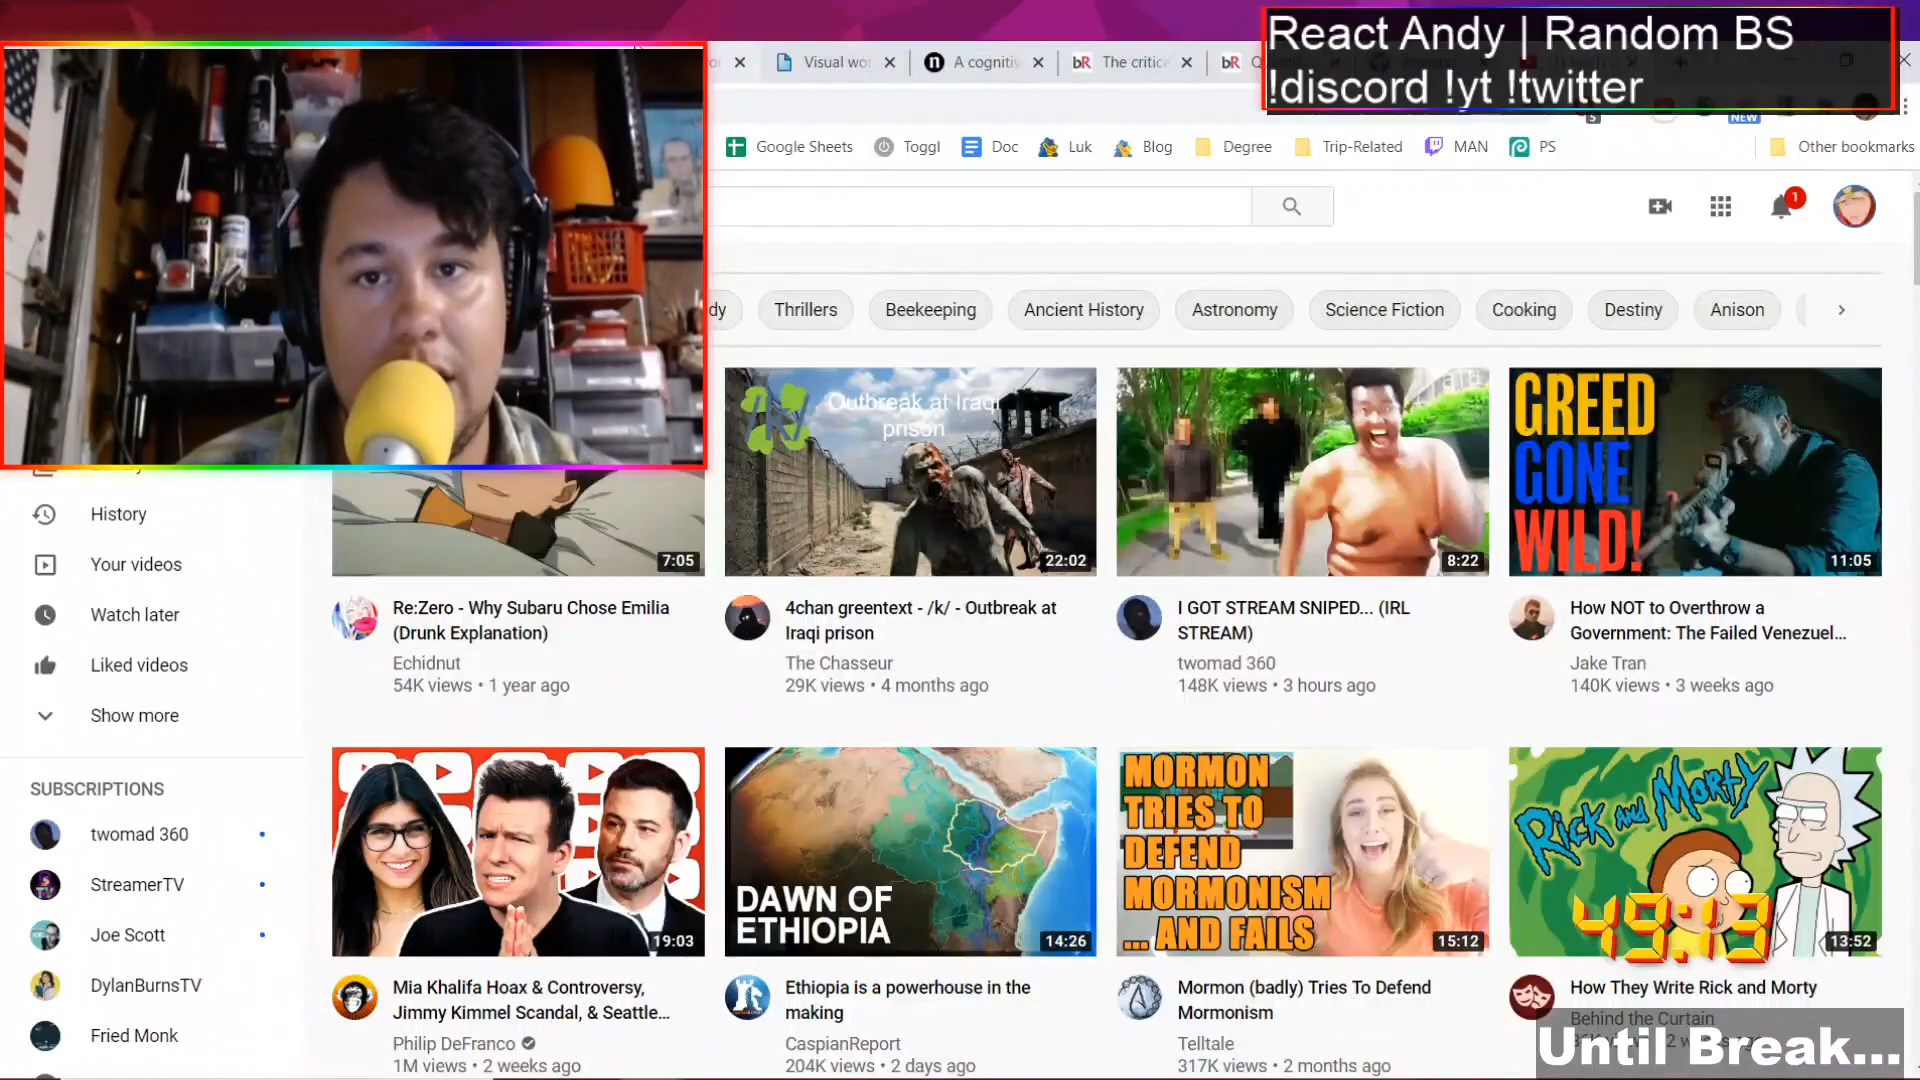 React Andy | Random BS
!discord !yt !twitter
Visual wo
A cognitiv
bR
The critica
bR
NEW
Google Sheets
Toggl
Doc
Luk
Blog
Degree
Trip-Related
MAN
PS
Other bookmarks
1
dy
Thrillers
Beekeeping
Ancient History
Astronomy
Science Fiction
Cooking
Destiny
Anison
History
Your videos
Watch later
Liked videos
Show more
SUBSCRIPTIONS
twomad 360
StreamerTV
Joe Scott
DylanBurnsTV
Fried Monk
7:05
Re:Zero - Why Subaru Chose Emilia
(Drunk Explanation)
Echidnut
54K views • 1 year ago
/k/
Outbreak at Iraqi
prison
22:02
4chan greentext - /k/ - Outbreak at
Iraqi prison
The Chasseur
29K views • 4 months ago
8:22
I GOT STREAM SNIPED... (IRL
STREAM)
twomad 360
148K views • 3 hours ago
GREED
GONE
WILD!
11:05
How NOT to Overthrow a
Government: The Failed Venezuel...
Jake Tran
140K views • 3 weeks ago
19:03
Mia Khalifa Hoax & Controversy,
Jimmy Kimmel Scandal, & Seattle...
Philip DeFranco
1M views • 2 weeks ago
DAWN OF
ETHIOPIA
14:26
Ethiopia is a powerhouse in the
making
CaspianReport
204K views • 2 days ago
MORMON
TRIES TO
DEFEND
MORMONISM
... AND FAILS
15:12
Mormon (badly) Tries To Defend
Mormonism
Telltale
317K views • 2 months ago
RICK AND MORTY
49:13
13:52
How They Write Rick and Morty
Behind the Curtain
Until Break...